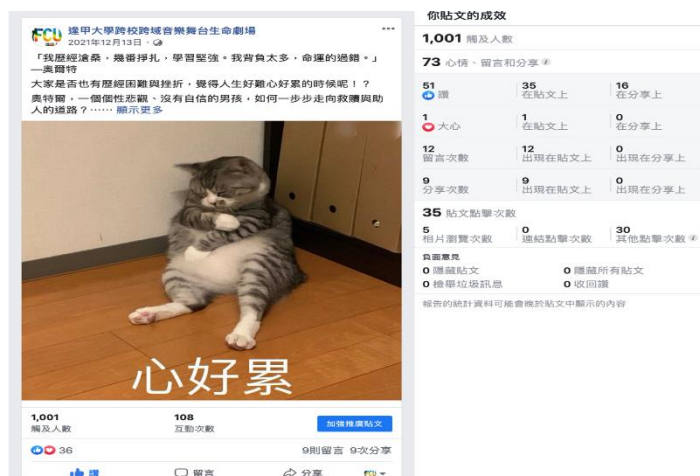 逢甲大學跨校跨域音樂舞台生命劇場
2021年12月13日 ·
「我歷經滄桑，幾番掙扎，學習堅強。我背負太多，命運的過錯。」
—奧爾特
大家是否也有歷經困難與挫折，覺得人生好難心好累的時候呢！？
奧特爾，一個個性悲觀、沒有自信的男孩，如何一步步走向救贖與助
人的道路？⋯⋯ 顯示更多
心好累
1,001 108
觸及人數 互動次數 加強推廣貼文
36 9則留言 9次分享
讚 留言 分享
你貼文的成效
1,001 觸及人數
73 心情、留言和分享
51 35 16
讚 在貼文上 在分享上
1 1 0
大心 在貼文上 在分享上
12 12 0
留言次數 出現在貼文上 出現在分享上
9 9 0
分享次數 出現在貼文上 出現在分享上
35 貼文點擊次數
5 0 30
相片瀏覽次數 連結點擊次數 其他點擊次數
負面意見
0 隱藏貼文 0 隱藏所有貼文
0 檢舉垃圾訊息 0 收回讚
報告的統計資料可能會晚於貼文中顯示的內容